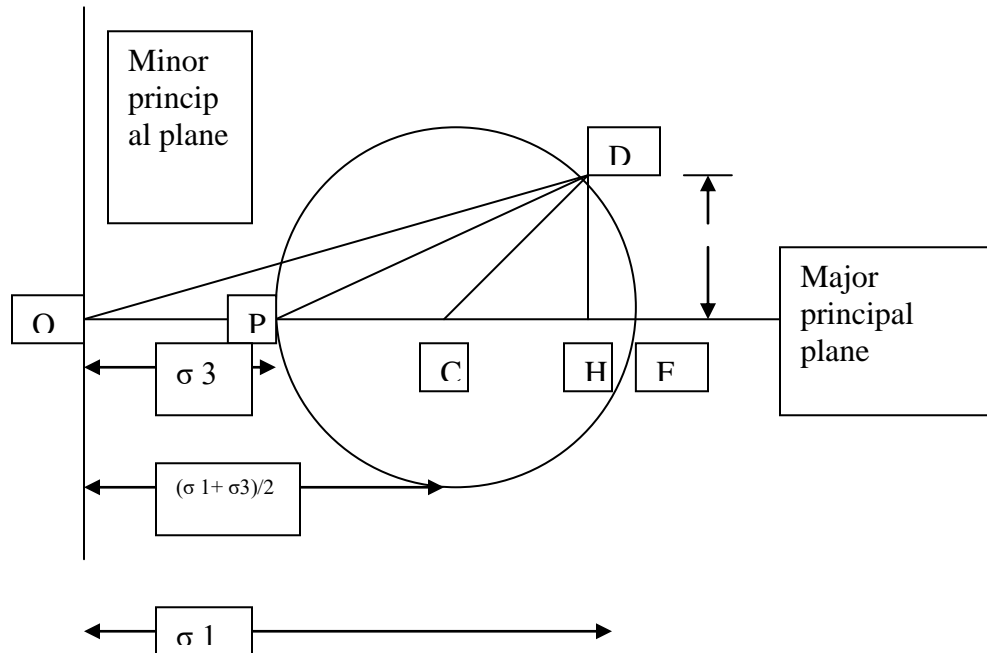 Minor
princip
al plane
D
Major
principal
plane
O
P
C
H
σ 3
(σ 1+ σ3)/2
σ 1